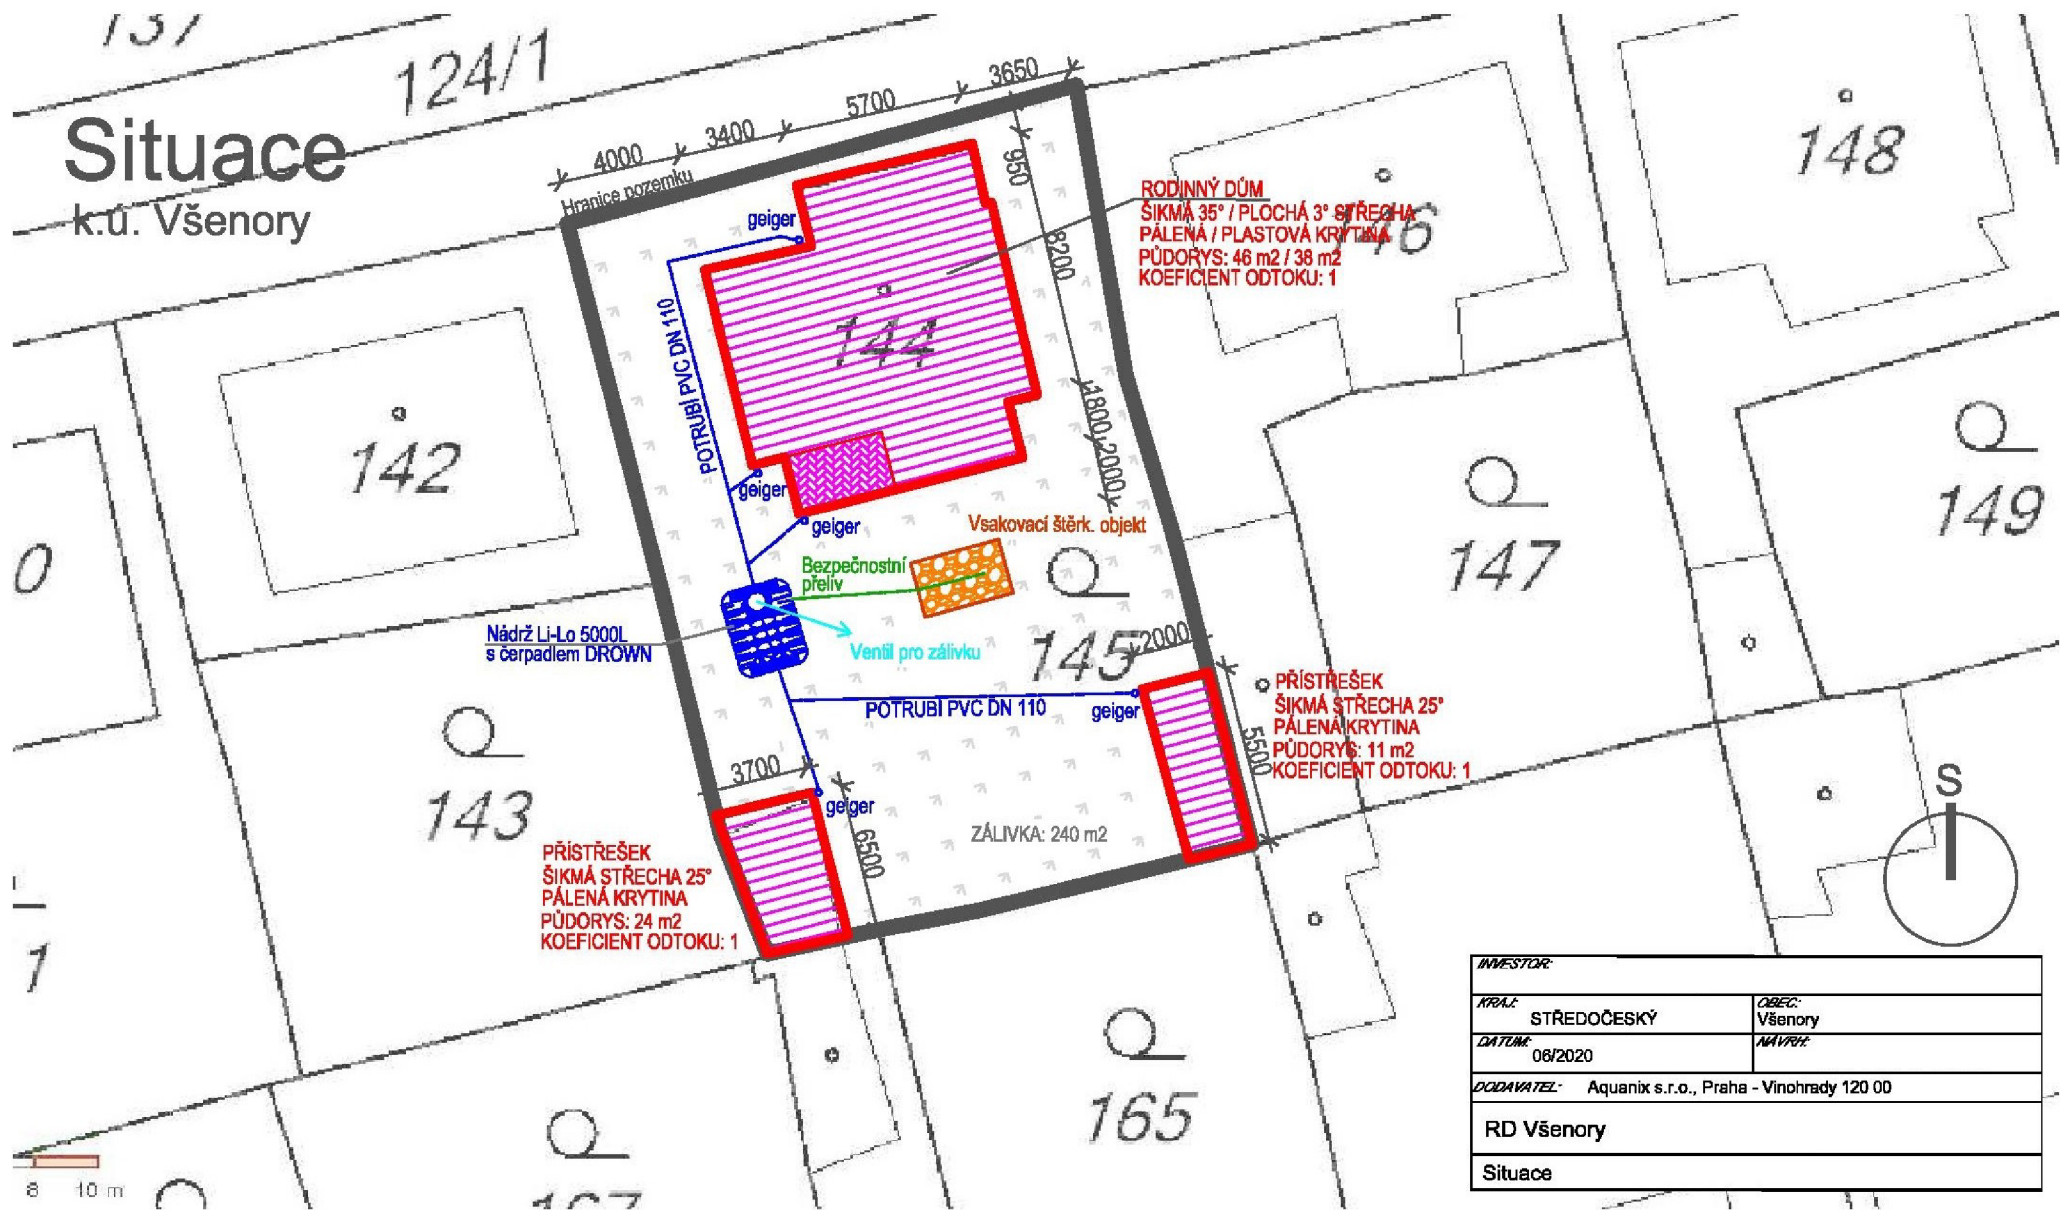 137
124/1
Situace
k.ú. Všenory
Hranice pozemku
4000
3400
5700
3650
950
8200
1800
2000
148
146
RODINNÝ DŮM
ŠIKMÁ 35° / PLOCHÁ 3° STŘECHA
PÁLENÁ / PLASTOVÁ KRYTINA
PŮDORYS: 46 m2 / 38 m2
KOEFICIENT ODTOKU: 1
geiger
POTRUBÍ PVC DN 110
144
142
geiger
geiger
Vsakovací štěrk. objekt
149
147
0
Bezpečnostní
přeliv
Nádrž Li-Lo 5000L
s čerpadlem DROWN
Ventil pro zálivku
145
2000
POTRUBÍ PVC DN 110
geiger
5500
PŘÍSTŘEŠEK
ŠIKMÁ STŘECHA 25°
PÁLENÁ KRYTINA
PŮDORYS: 11 m2
KOEFICIENT ODTOKU: 1
143
3700
geiger
6500
ZÁLIVKA: 240 m2
S
PŘÍSTŘEŠEK
ŠIKMÁ STŘECHA 25°
PÁLENÁ KRYTINA
PŮDORYS: 24 m2
KOEFICIENT ODTOKU: 1
1
165
167
8 10 m
INVESTOR:
KRAJ: STŘEDOČESKÝ
OBEC: Všenory
DATUM: 06/2020
NÁVRH:
DODAVATEL: Aquanix s.r.o., Praha - Vinohrady 120 00
RD Všenory
Situace